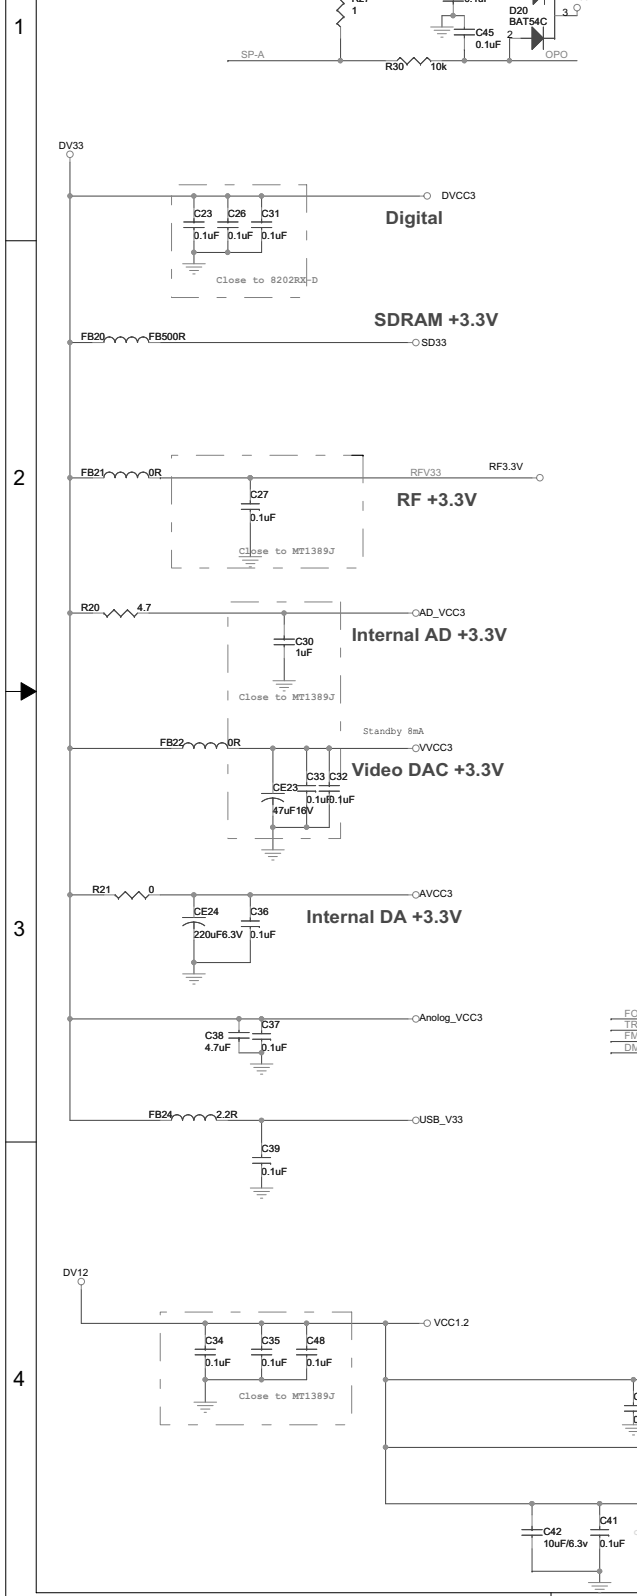 1
1
0.1uF
C45
0.1uF
D20
BAT54C
2
3
SP-A
R30
10k
OPO
DV33
DVCC3
Digital
C23
C26
C31
0.1uF
0.1uF
0.1uF
Close to 8202RX-D
SDRAM +3.3V
FB20
FB500R
SD33
2
FB21
0R
RFV33
RF3.3V
RF +3.3V
C27
0.1uF
Close to MT1389J
R20
4.7
AD_VCC3
Internal AD +3.3V
C30
1uF
Close to MT1389J
Standby 8mA
FB22
0R
VVCC3
Video DAC +3.3V
C33
C32
CE23
0.1uF
0.1uF
47uF16V
3
R21
0
AVCC3
Internal DA +3.3V
CE24
C36
220uF6.3V
0.1uF
Anolog_VCC3
C38
C37
4.7uF
0.1uF
FB24
2.2R
USB_V33
C39
0.1uF
DV12
VCC1.2
4
C34
C35
C48
0.1uF
0.1uF
0.1uF
Close to MT1389J
C42
C41
10uF/6.3v
0.1uF